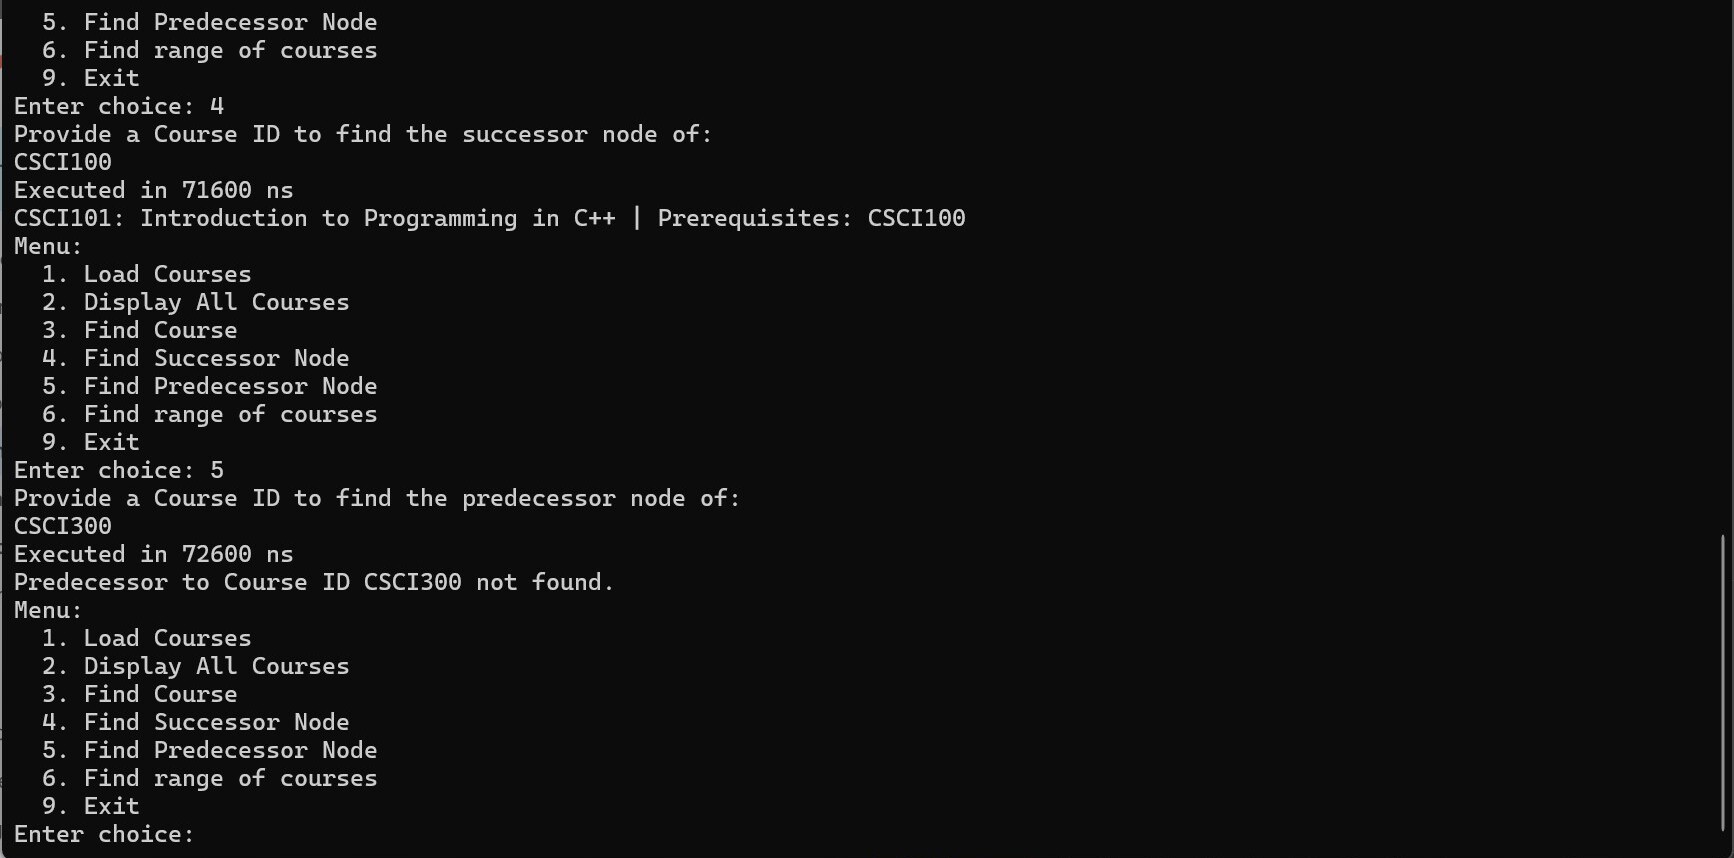 5. Find Predecessor Node
6. Find range of courses
9. Exit
Enter choice: 4
Provide a Course ID to find the successor node of:
CSCI100
Executed in 71600 ns
CSCI101: Introduction to Programming in C++ | Prerequisites: CSCI100
Menu:
1. Load Courses
2. Display All Courses
3. Find Course
4. Find Successor Node
5. Find Predecessor Node
6. Find range of courses
9. Exit
Enter choice: 5
Provide a Course ID to find the predecessor node of:
CSCI300
Executed in 72600 ns
Predecessor to Course ID CSCI300 not found.
Menu:
1. Load Courses
2. Display All Courses
3. Find Course
4. Find Successor Node
5. Find Predecessor Node
6. Find range of courses
9. Exit
Enter choice: